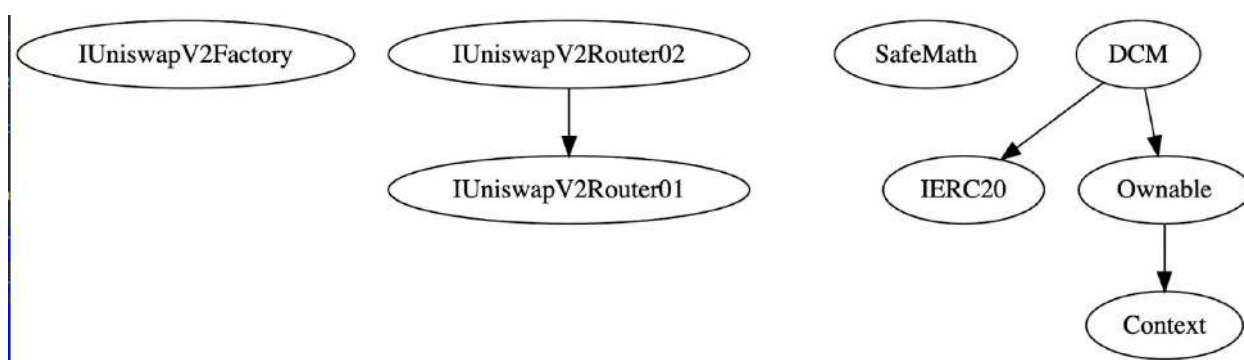 IUniswapV2Factory
IUniswapV2Router02
SafeMath
DCM
IUniswapV2Router01
IERC20
Ownable
Context